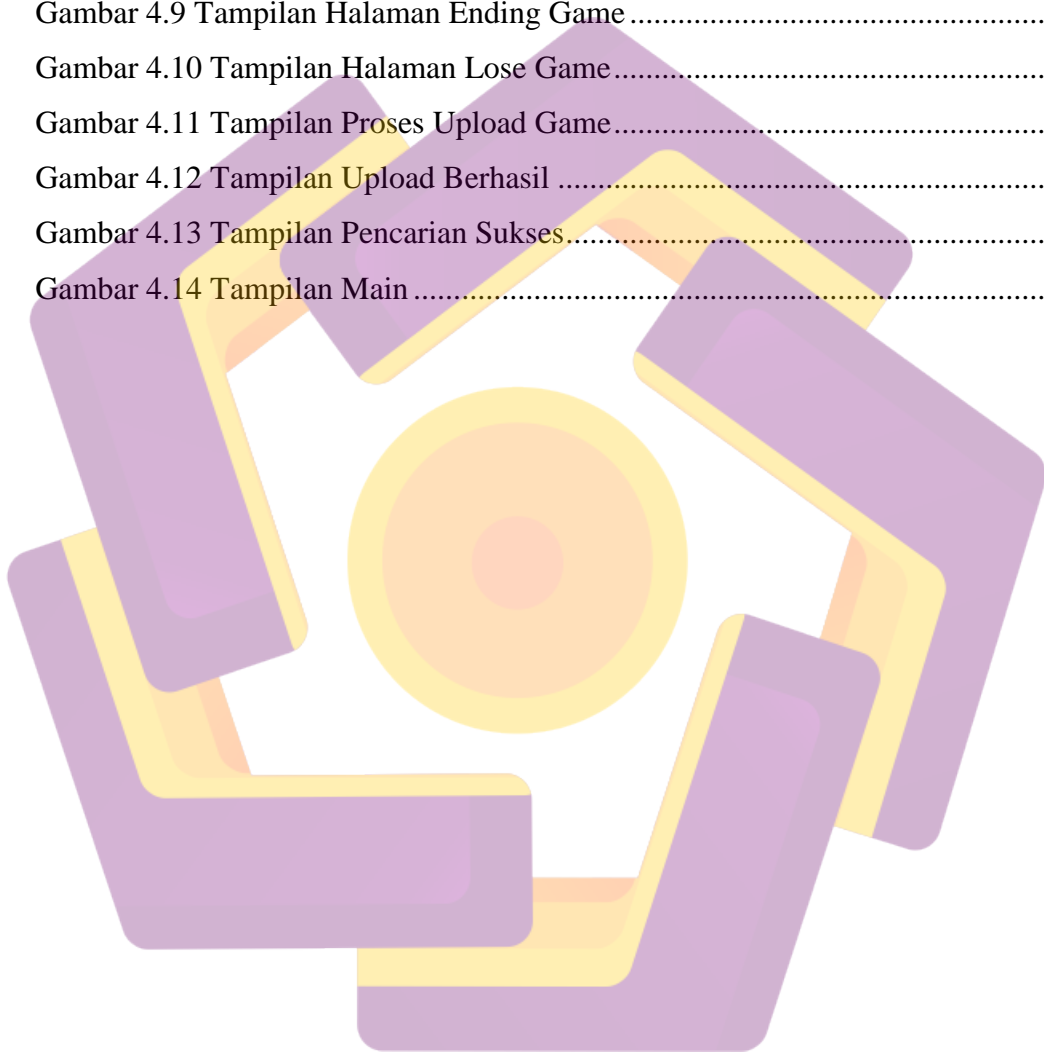 Gambar 4.9 Tampilan Halaman Ending Game
Gambar 4.10 Tampilan Halaman Lose Game
Gambar 4.11 Tampilan Proses Upload Game
Gambar 4.12 Tampilan Upload Berhasil
Gambar 4.13 Tampilan Pencarian Sukses
Gambar 4.14 Tampilan Main